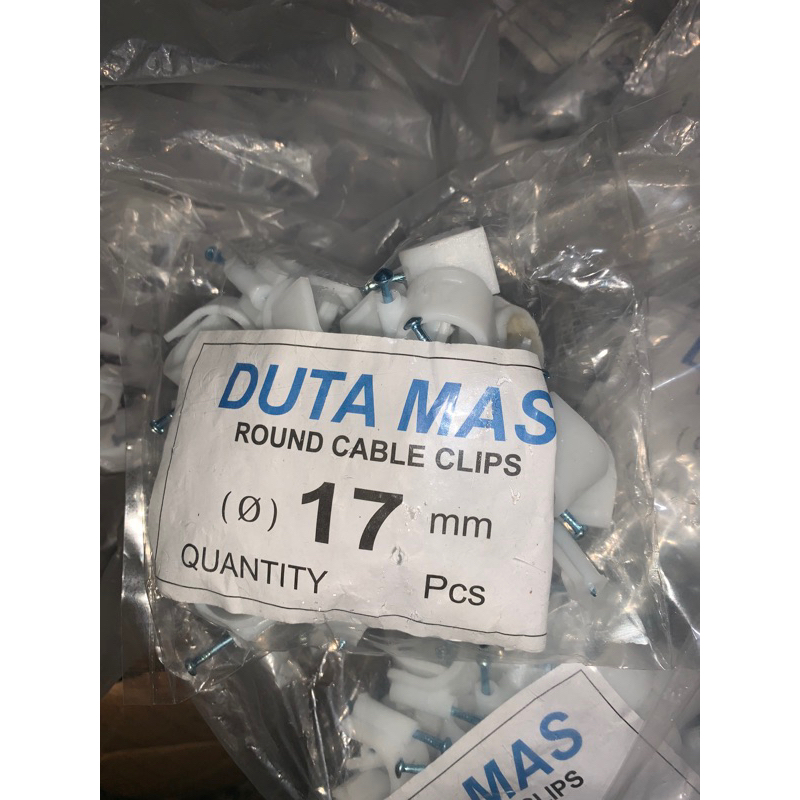 DUTA MAS
ROUND CABLE CLIPS
(Ø) 17 mm
QUANTITY Pcs
MAS
CLIPS